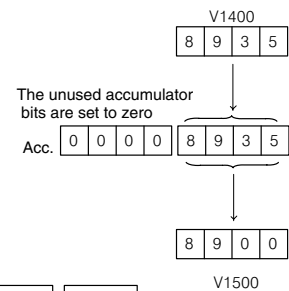 V1400
8 9 3 5
The unused accumulator
bits are set to zero
Acc. 0 0 0 0 8 9 3 5
8 9 0 0
V1500